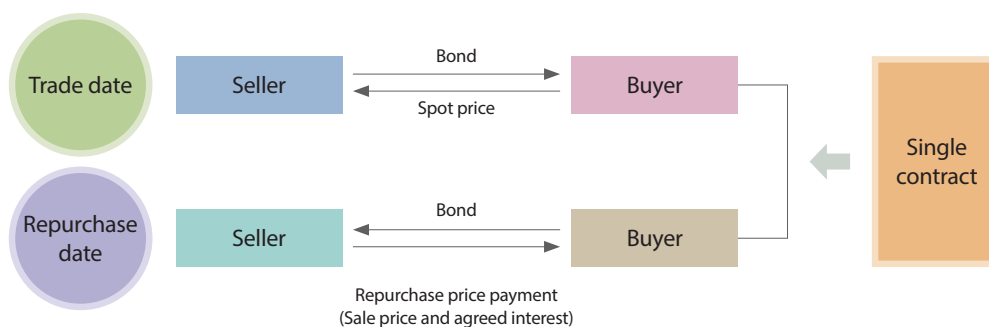 Trade date
Seller
Bond
Spot price
Buyer
Single
contract
Repurchase
date
Seller
Bond
Buyer
Repurchase price payment
(Sale price and agreed interest)